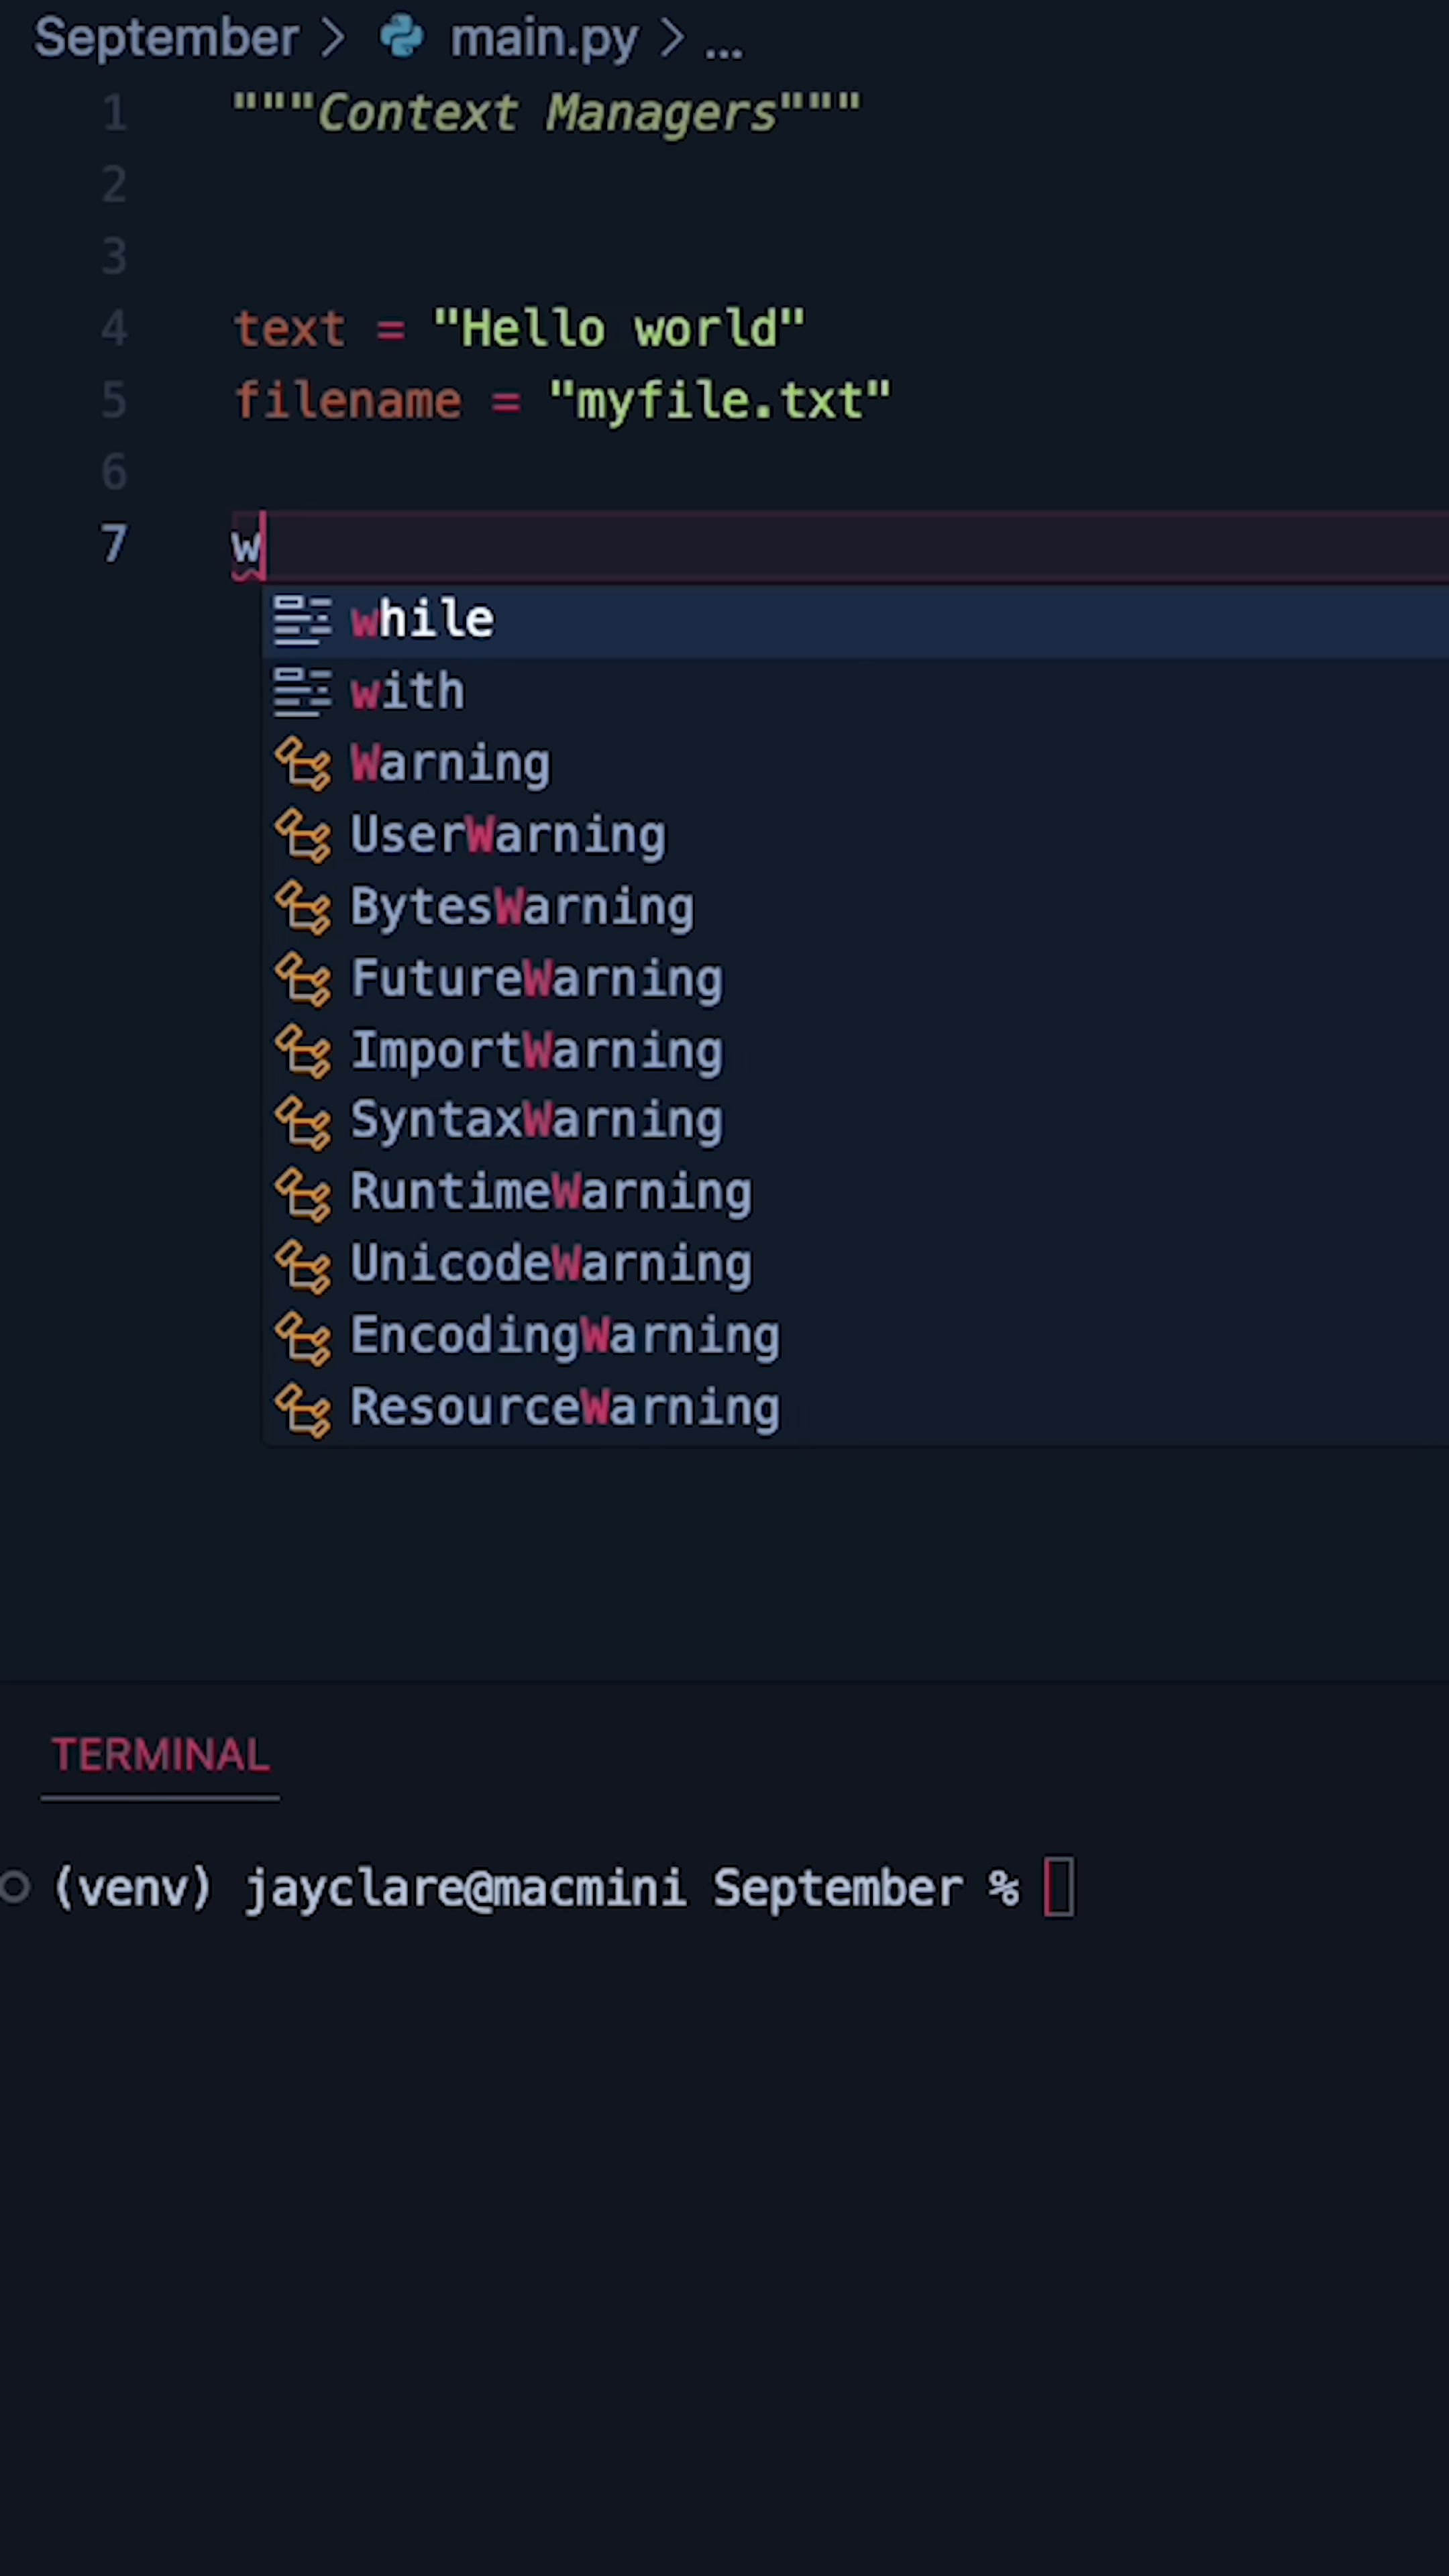 September > main.py > ...
1 """Context Managers"""
2
3
4 text = "Hello world"
5 filename = "myfile.txt"
6
7 w
while
with
Warning
UserWarning
BytesWarning
FutureWarning
ImportWarning
SyntaxWarning
RuntimeWarning
UnicodeWarning
EncodingWarning
ResourceWarning
TERMINAL
(venv) jayclare@macmini September %